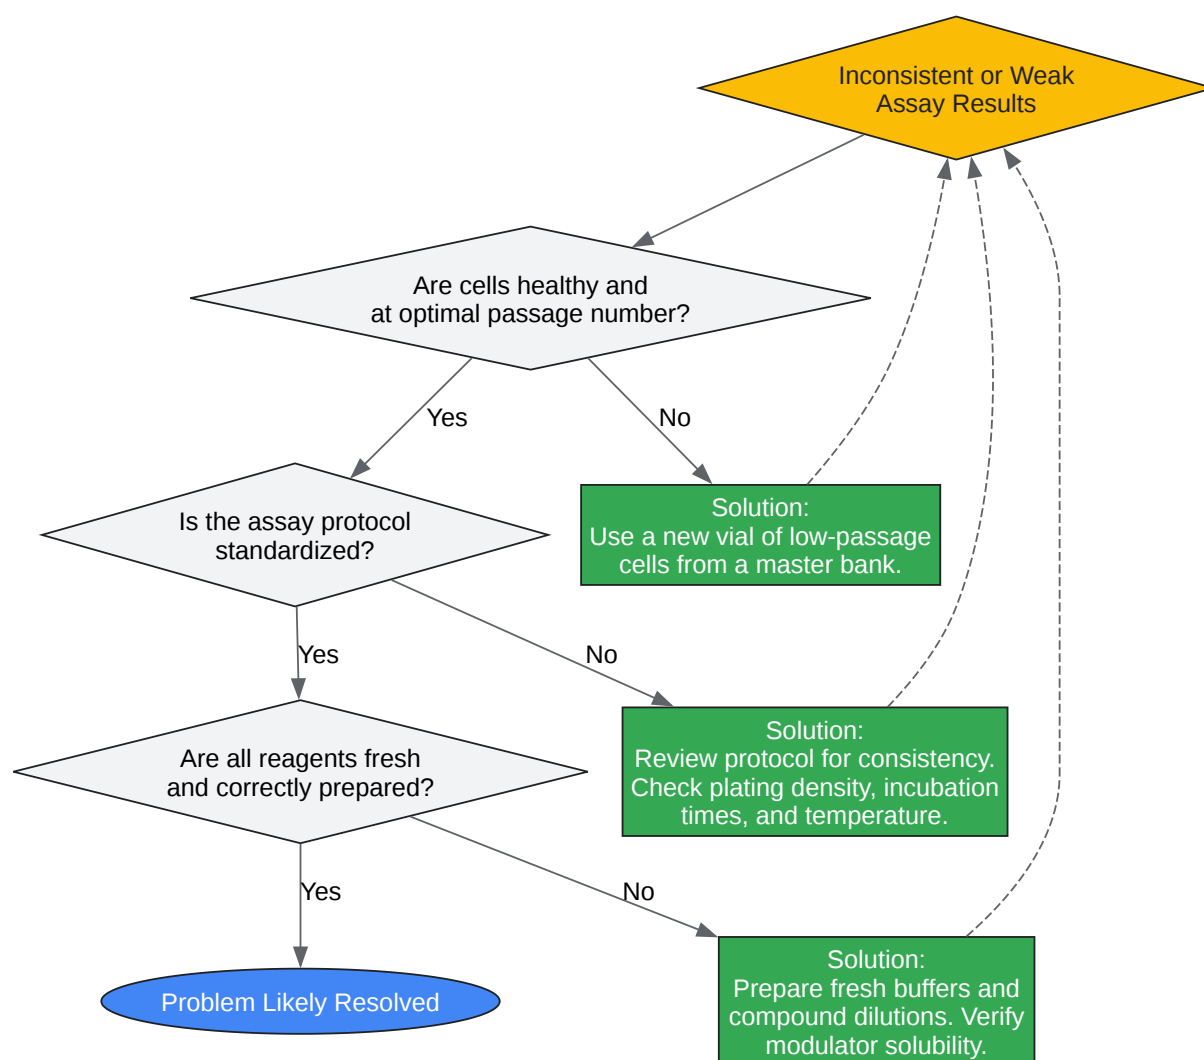 Inconsistent or Weak
Assay Results
Are cells healthy and
at optimal passage number?
Yes
No
Is the assay protocol
standardized?
Solution:
Use a new vial of low-passage
cells from a master bank.
Yes
No
Are all reagents fresh
and correctly prepared?
Solution:
Review protocol for consistency.
Check plating density, incubation
times, and temperature.
Yes
No
Problem Likely Resolved
Solution:
Prepare fresh buffers and
compound dilutions. Verify
modulator solubility.